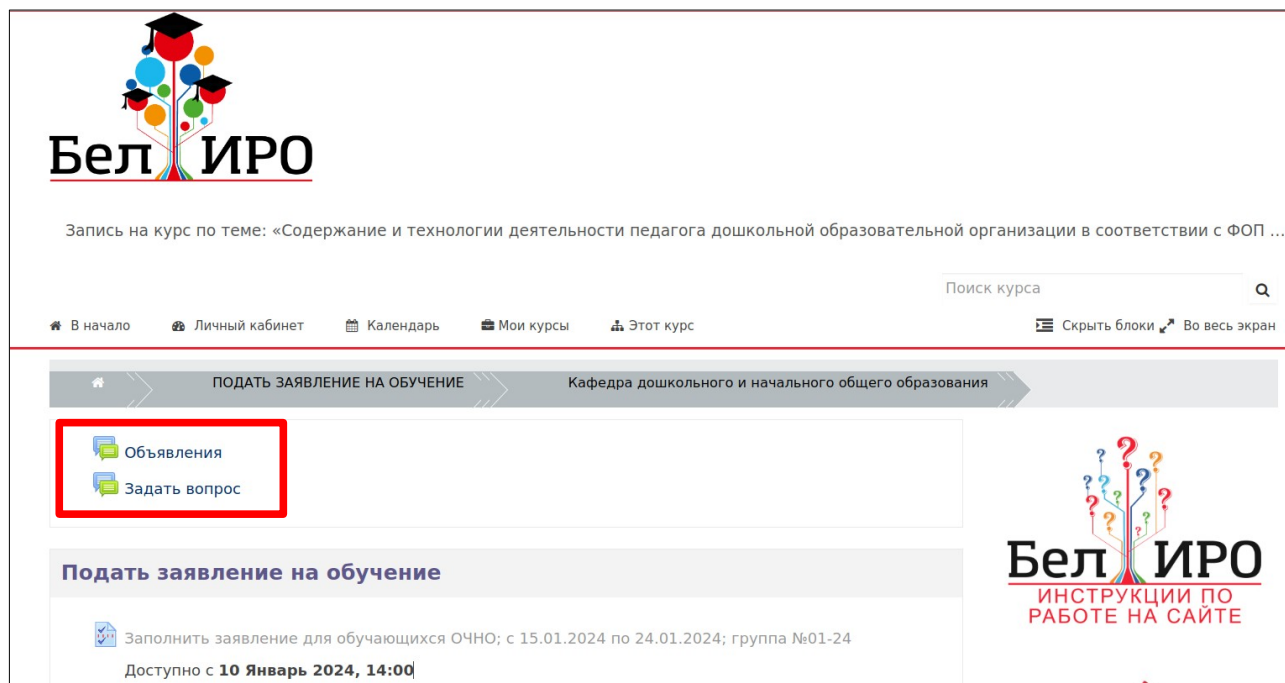 Бел ИРО
Запись на курс по теме: «Содержание и технологии деятельности педагога дошкольной образовательной организации в соответствии с ФОП ...
Поиск курса
В начало Личный кабинет Календарь Мои курсы Этот курс Скрыть блоки Во весь экран
ПОДАТЬ ЗАЯВЛЕНИЕ НА ОБУЧЕНИЕ Кафедра дошкольного и начального общего образования
Объявления
Задать вопрос
Подать заявление на обучение
Заполнить заявление для обучающихся ОЧНО; с 15.01.2024 по 24.01.2024; группа №01-24
Доступно с 10 Январь 2024, 14:00
? ? ? ? ? ? ? ? ? ? ? ?
Бел ИРО
ИНСТРУКЦИИ ПО
РАБОТЕ НА САЙТЕ